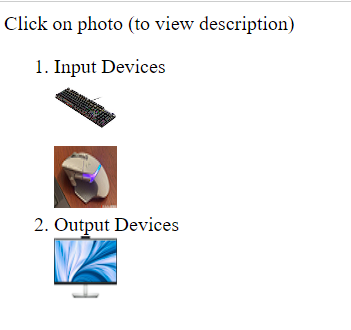 Click on photo (to view description)
1. Input Devices
2. Output Devices